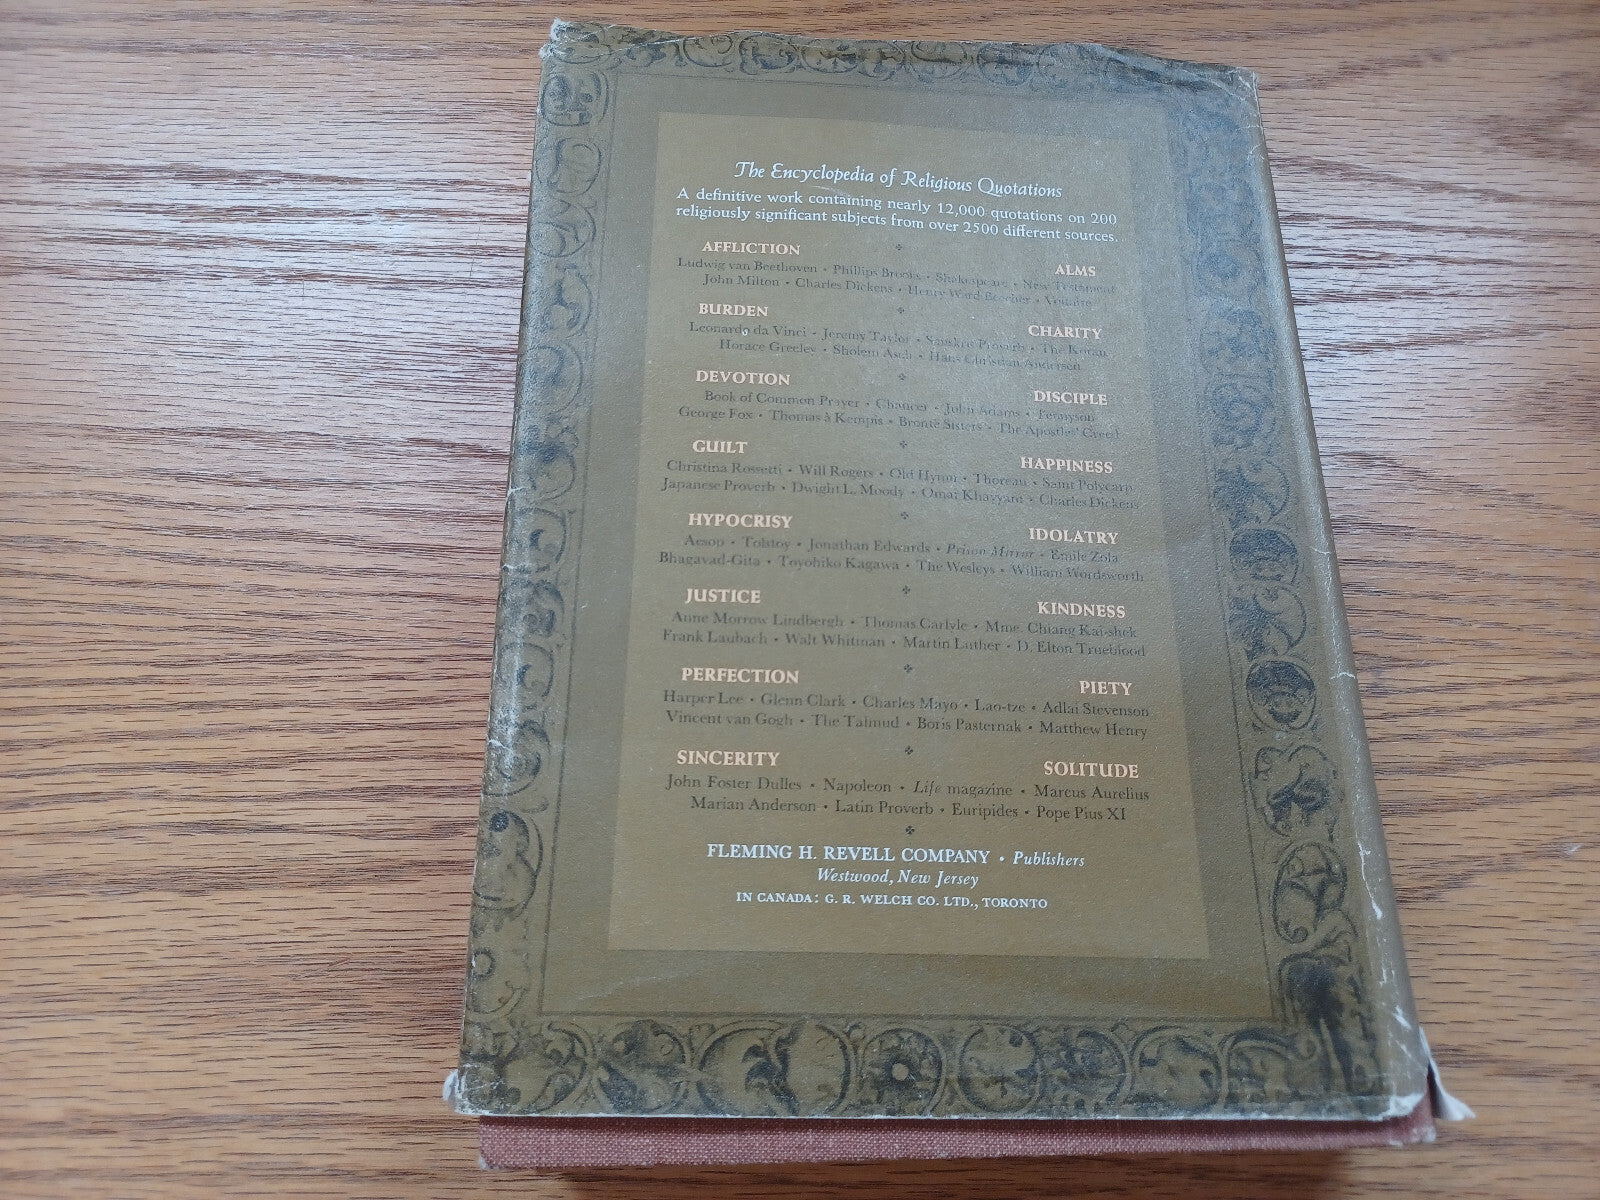 The Encyclopedia of Religious Quotations
A definitive work containing nearly 12,000 quotations on 200
religiously significant subjects from over 2500 different sources.
AFFLICTION ALMS
Ludwig van Beethoven • Phillips Brooks • Shakespeare • New Testament
John Milton • Charles Dickens • Henry Ward Beecher • Voltaire
BURDEN CHARITY
Leonardo da Vinci • Jeremy Taylor • Sanskrit Proverb • The Koran
Horace Greeley • Sholem Asch • Hans Christian Andersen
DEVOTION DISCIPLE
Book of Common Prayer • Chaucer • John Adams • Tennyson
George Fox • Thomas à Kempis • Brontë Sisters • The Apostles' Creed
GUILT HAPPINESS
Christina Rossetti • Will Rogers • Old Hymn • Thoreau • Saint Polycarp
Japanese Proverb • Dwight L. Moody • Omar Khayyam • Charles Dickens
HYPOCRISY IDOLATRY
Aesop • Tolstoy • Jonathan Edwards • Prison Mirror • Emile Zola
Bhagavad-Gita • Toyohiko Kagawa • The Wesleys • William Wordsworth
JUSTICE KINDNESS
Anne Morrow Lindbergh • Thomas Carlyle • Mme. Chiang Kai-shek
Frank Laubach • Walt Whitman • Martin Luther • D. Elton Trueblood
PERFECTION PIETY
Harper Lee • Glenn Clark • Charles Mayo • Lao-tze • Adlai Stevenson
Vincent van Gogh • The Talmud • Boris Pasternak • Matthew Henry
SINCERITY SOLITUDE
John Foster Dulles • Napoleon • Life magazine • Marcus Aurelius
Marian Anderson • Latin Proverb • Euripides • Pope Pius XI
FLEMING H. REVELL COMPANY • Publishers
Westwood, New Jersey
IN CANADA: G. R. WELCH CO. LTD., TORONTO